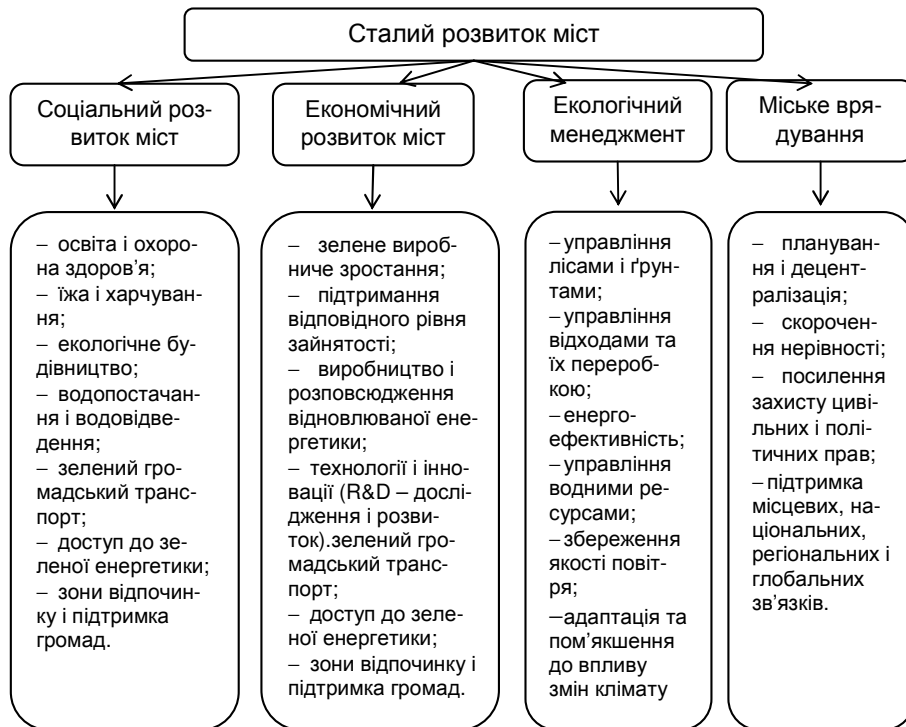 Сталий розвиток міст
Соціальний роз-
виток міст
Економічний
розвиток міст
Екологічний
менеджмент
Міське вря-
дування
– освіта і охоро-
на здоров’я;
– їжа і харчуван-
ня;
– екологічне бу-
дівництво;
– водопостачан-
ня і водовідве-
дення;
– зелений гро-
мадський транс-
порт;
– доступ до зе-
леної енергетики;
– зони відпочин-
ку і підтримка
громад.
– зелене вироб-
ниче зростання;
– підтримання
відповідного рівня
зайнятості;
– виробництво і
розповсюдження
відновлюваної ене-
ргетики;
– технології і інно-
вації (R&D – дослі-
дження і розви-
ток).зелений гро-
мадський транс-
порт;
– доступ до зеле-
ної енергетики;
– зони відпочинку і
підтримка громад.
–управління
лісами і ґрун-
тами;
–управління
відходами та
їх перероб-
кою;
–енерго-
ефективність;
–управління
водними ре-
сурсами;
–збереження
якості повіт-
ря;
–адаптація та
пом’якшення
до впливу
змін клімату
– плануван-
ня і децент-
ралізація;
– скорочен-
ня нерівності;
– посилення
захисту циві-
льних і полі-
тичних прав;
–підтримка
місцевих, на-
ціональних,
регіональних і
глобальних
зв'язків.